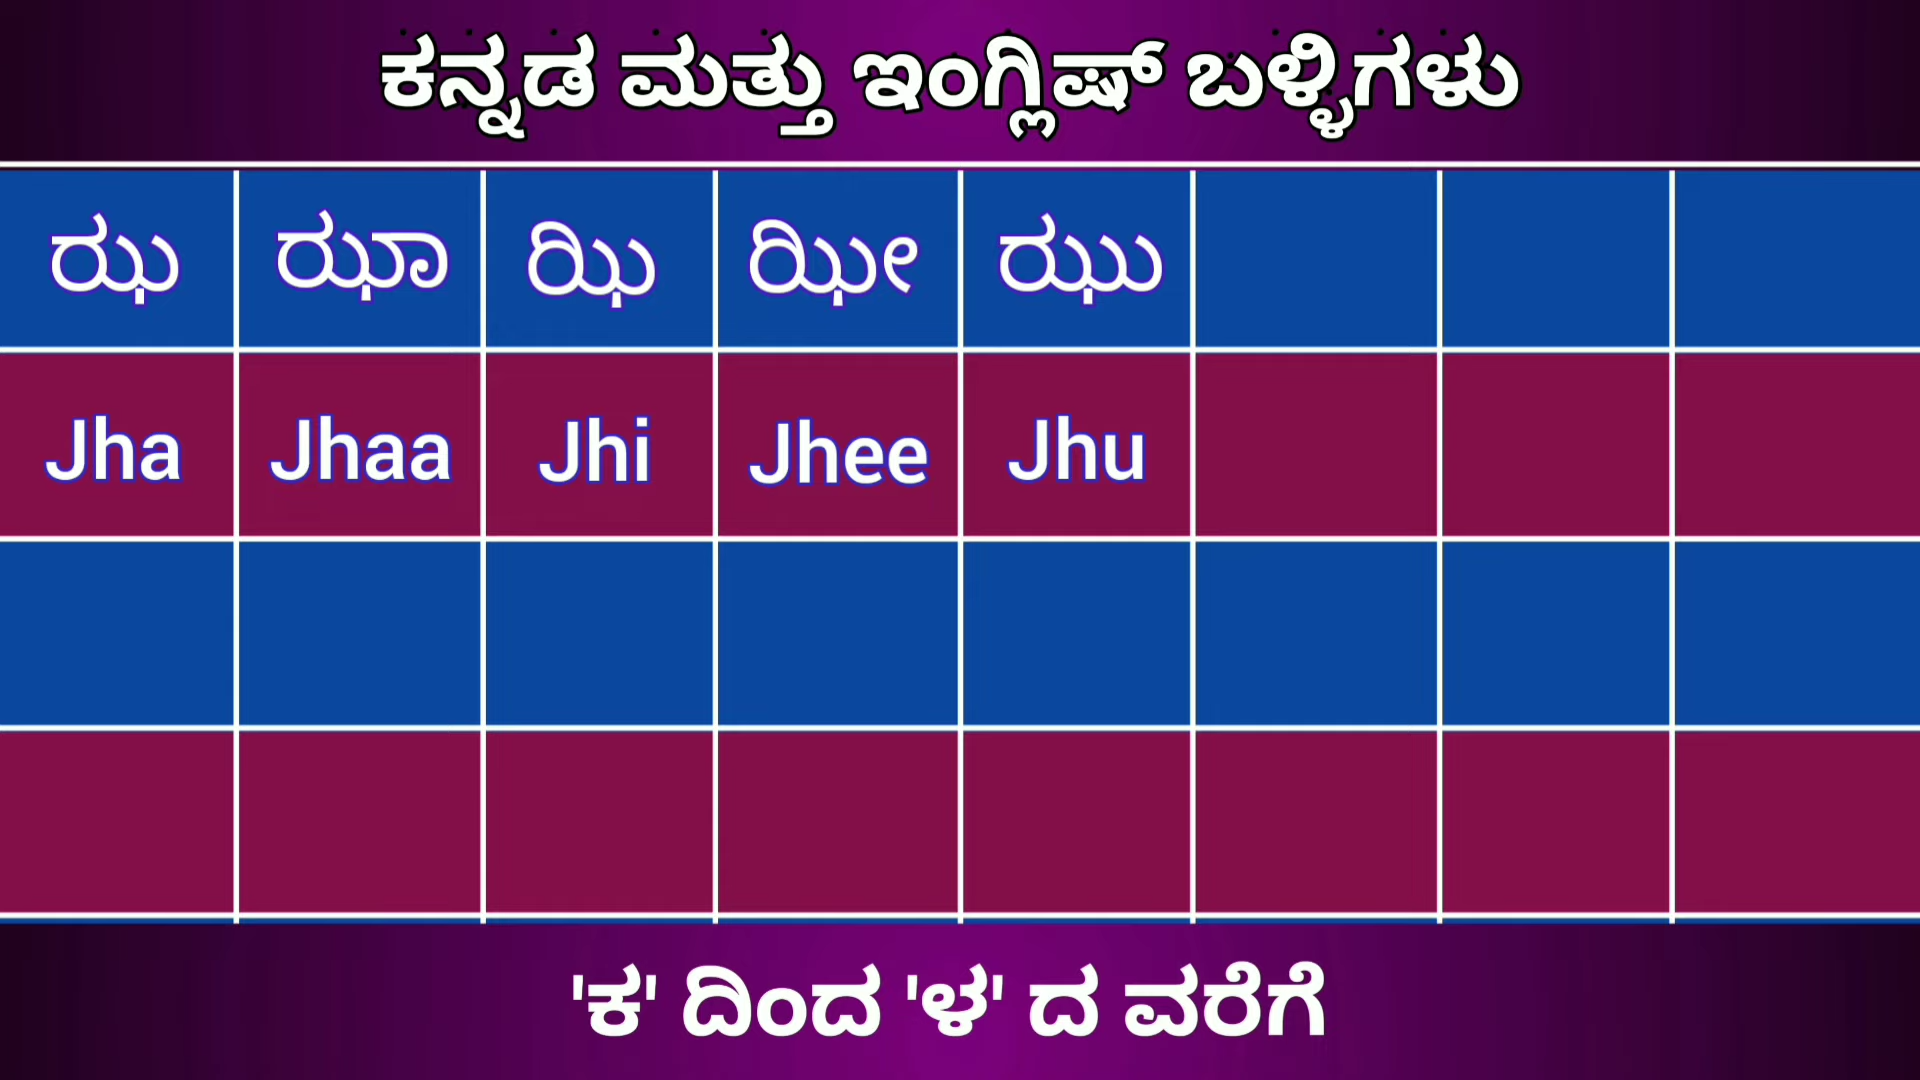 ಕನ್ನಡ ಮತ್ತು ಇಂಗ್ಲಿಷ್ ಬಳ್ಳಿಗಳು
ಝ ಝಾ ಝಿ ಝೀ ಝು
Jha Jhaa Jhi Jhee Jhu
'ಕ' ದಿಂದ 'ಳ' ದ ವರೆಗೆ